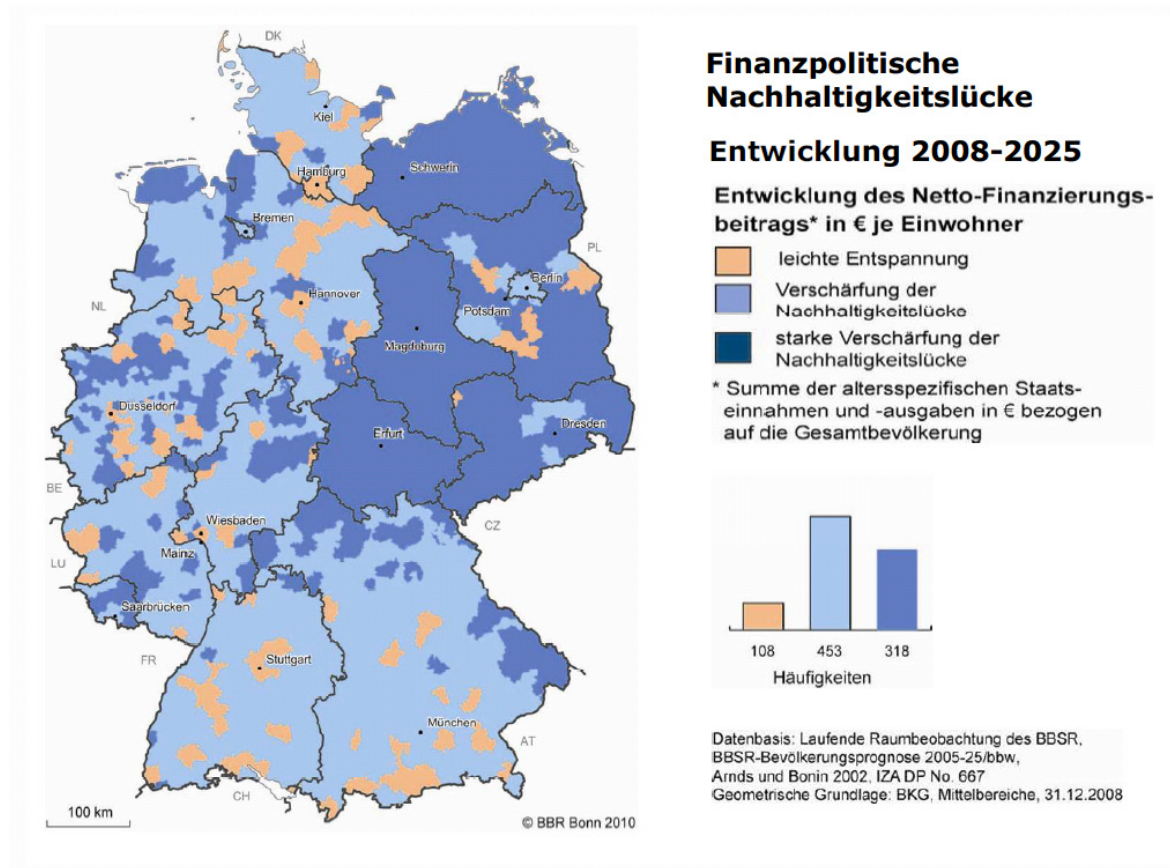 Finanzpolitische
Nachhaltigkeitslücke
Entwicklung 2008-2025
Entwicklung des Netto-Finanzierungs-
beitrags* in € je Einwohner
leichte Entspannung
Verschärfung der
Nachhaltigkeitslücke
starke Verschärfung der
Nachhaltigkeitslücke
* Summe der altersspezifischen Staats-
einnahmen und -ausgaben in € bezogen
auf die Gesamtbevölkerung
108 453 318
Häufigkeiten
Datenbasis: Laufende Raumbeobachtung des BBSR,
BBSR-Bevölkerungsprognose 2005-25/bbw,
Arnds und Bonin 2002, IZA DP No. 667
Geometrische Grundlage: BKG, Mittelbereiche, 31.12.2008
DK
Kiel
Schwerin
Hamburg
Bremen
PL
Berlin
NL
Hannover
Potsdam
Magdeburg
Düsseldorf
Dresden
Erfurt
BE
Wiesbaden
CZ
Mainz
LU
Saarbrücken
FR
Stuttgart
München
AT
CH
100 km
© BBR Bonn 2010